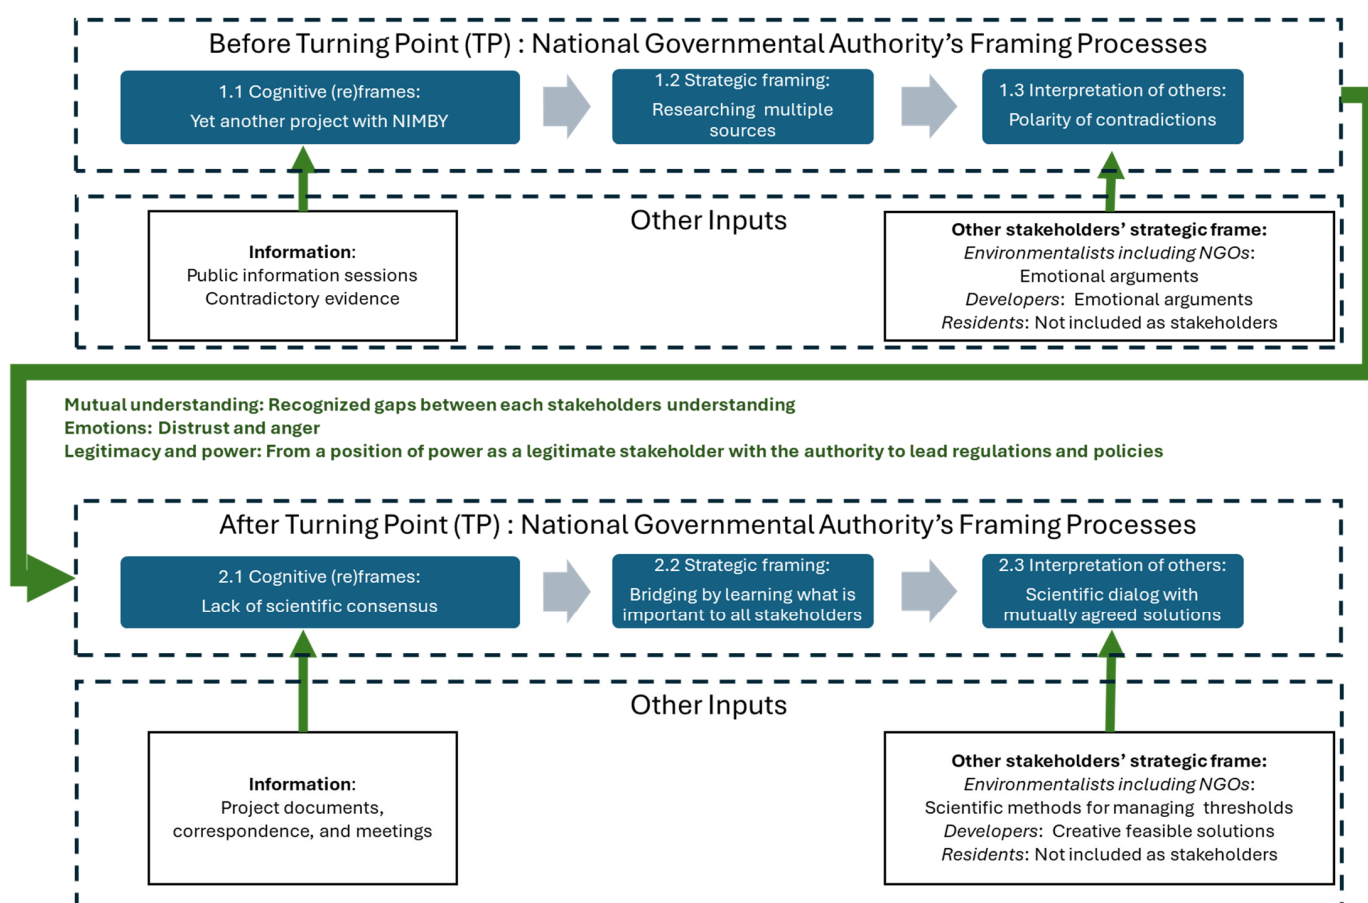 Before Turning Point (TP) : National Governmental Authority's Framing Processes
1.1 Cognitive (re)frames:
Yet another project with NIMBY
1.2 Strategic framing:
Researching multiple
sources
1.3 Interpretation of others:
Polarity of contradictions
Other Inputs
Information:
Public information sessions
Contradictory evidence
Other stakeholders' strategic frame:
Environmentalists including NGOs:
Emotional arguments
Developers: Emotional arguments
Residents: Not included as stakeholders
Mutual understanding: Recognized gaps between each stakeholders understanding
Emotions: Distrust and anger
Legitimacy and power: From a position of power as a legitimate stakeholder with the authority to lead regulations and policies
After Turning Point (TP) : National Governmental Authority's Framing Processes
2.1 Cognitive (re)frames:
Lack of scientific consensus
2.2 Strategic framing:
Bridging by learning what is
important to all stakeholders
2.3 Interpretation of others:
Scientific dialog with
mutually agreed solutions
Other Inputs
Information:
Project documents,
correspondence, and meetings
Other stakeholders' strategic frame:
Environmentalists including NGOs:
Scientific methods for managing thresholds
Developers: Creative feasible solutions
Residents: Not included as stakeholders